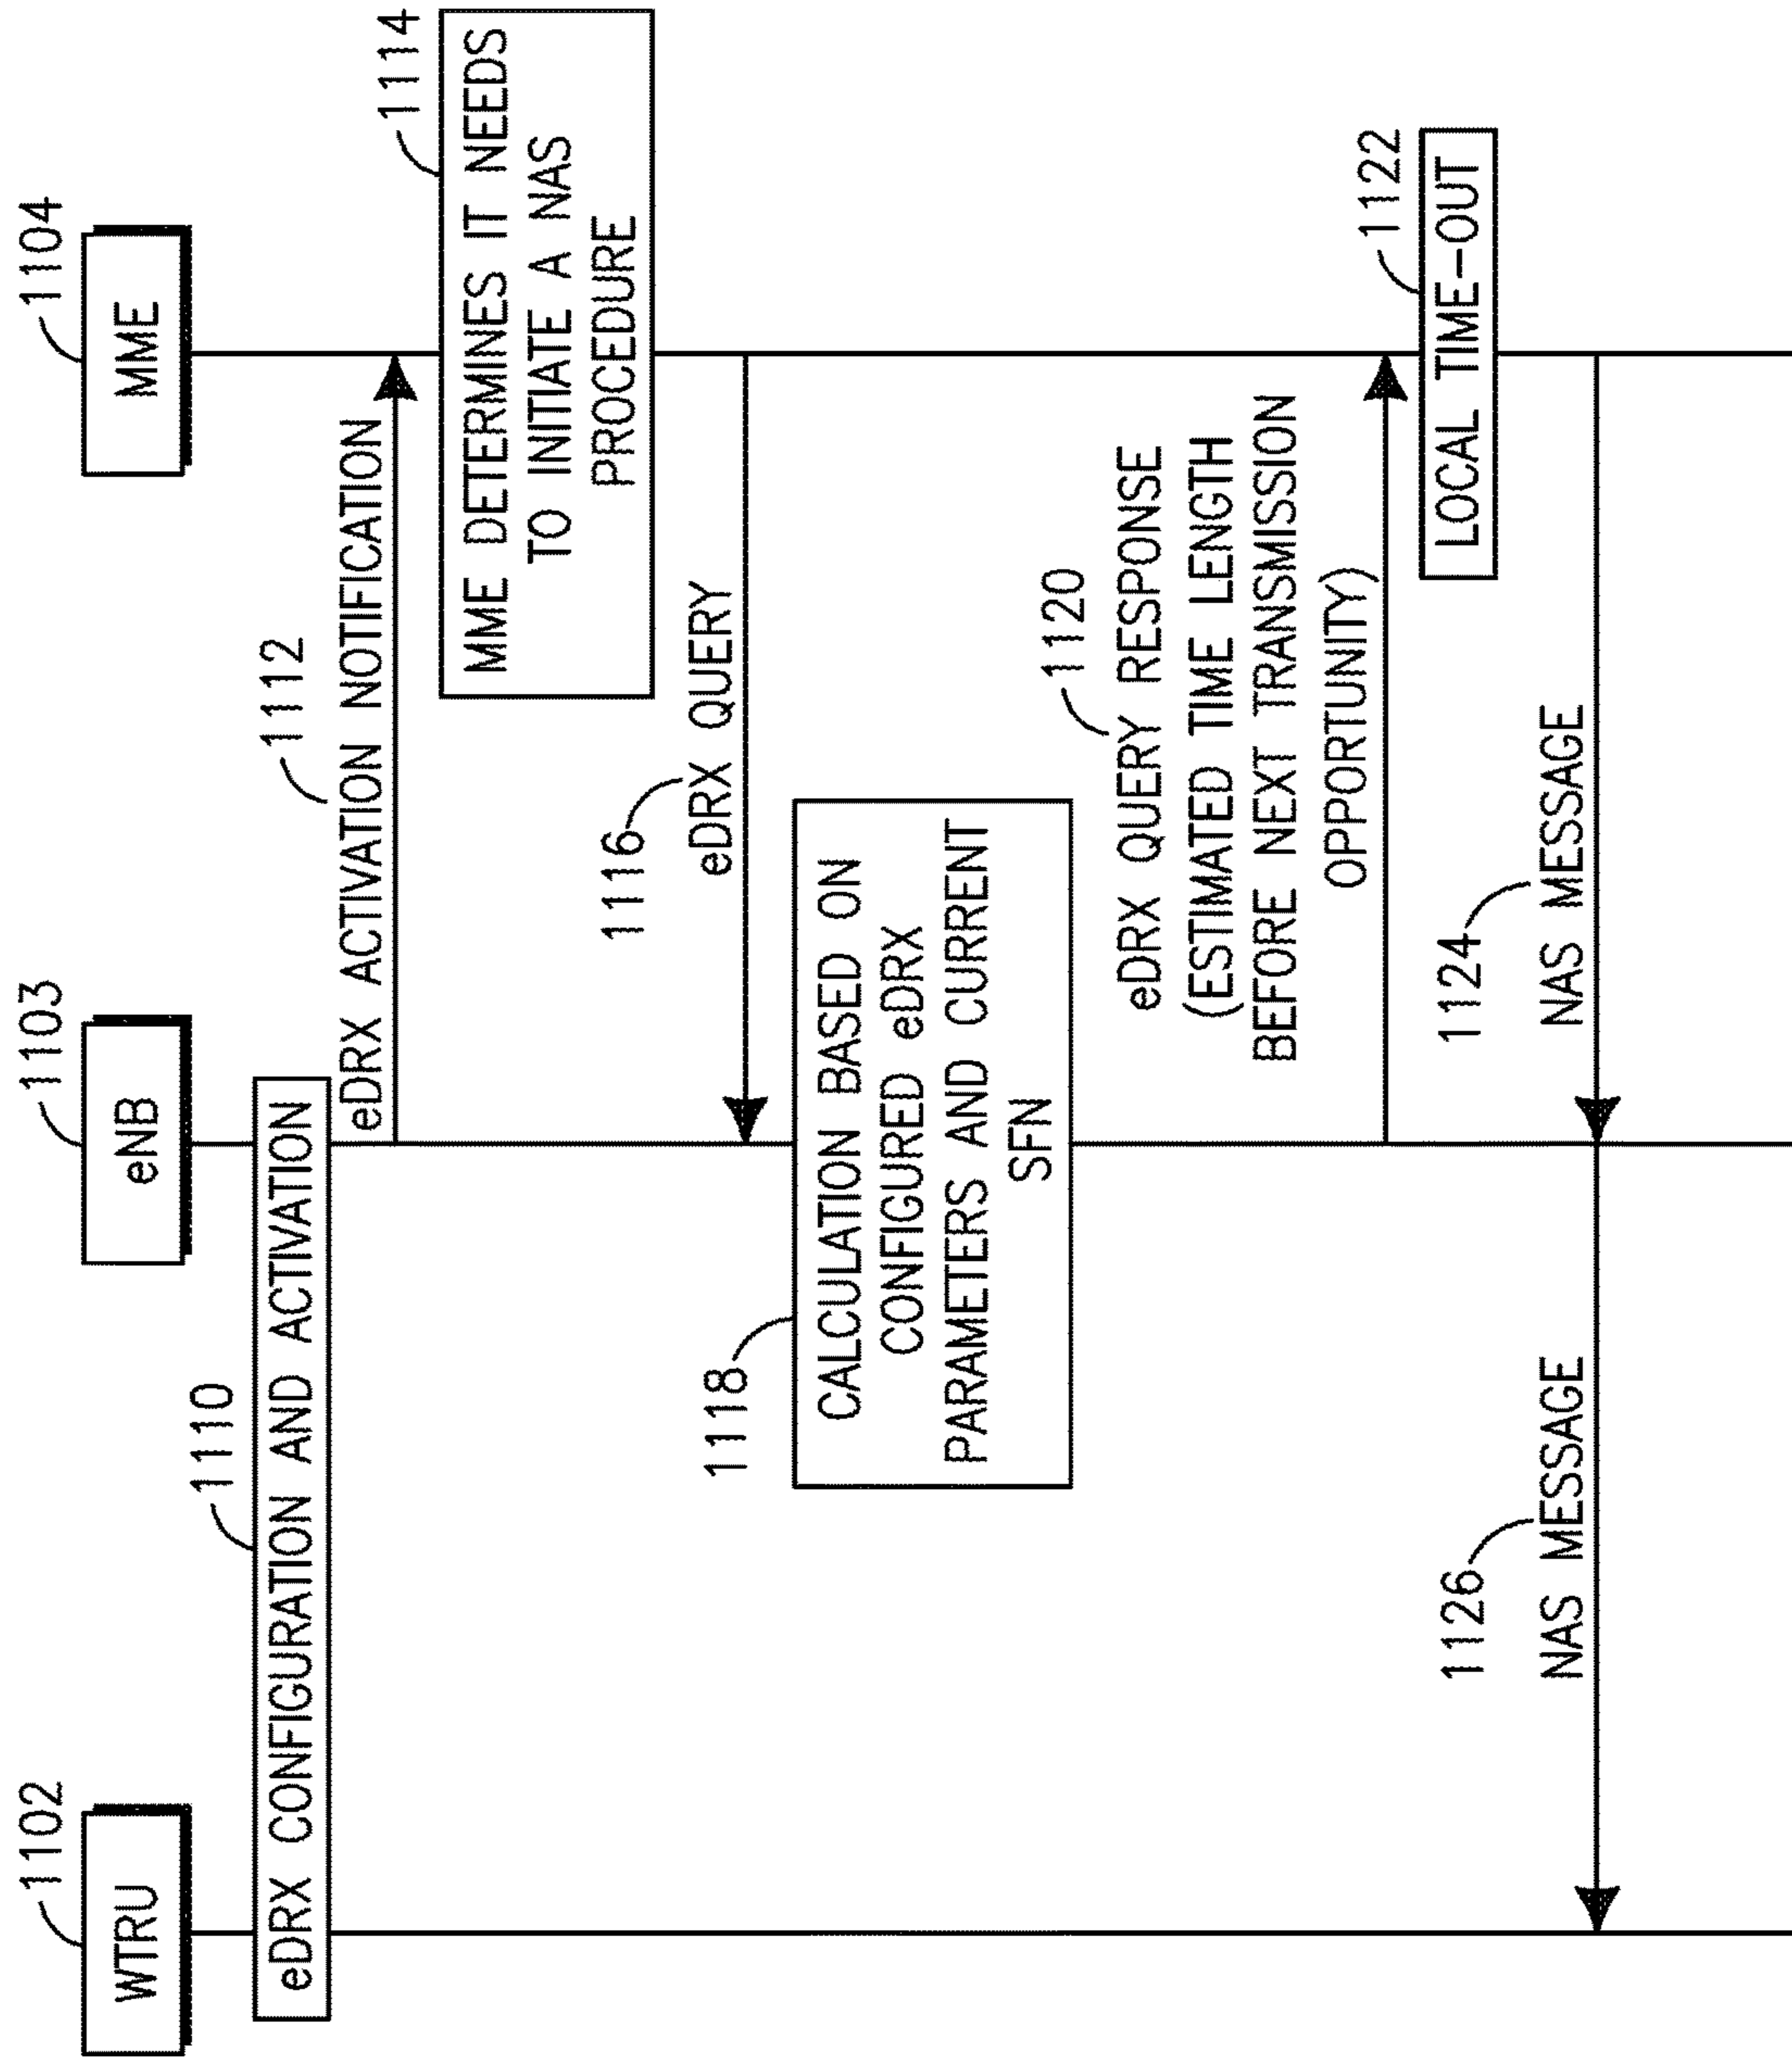 1102
1103
1104
WTRU
eNB
MME
1110
eDRX CONFIGURATION AND ACTIVATION
1112
eDRX ACTIVATION NOTIFICATION
1114
MME DETERMINES IT NEEDS
TO INITIATE A NAS
PROCEDURE
1116
eDRX QUERY
1118
CALCULATION BASED ON
CONFIGURED eDRX
PARAMETERS AND CURRENT
SFN
1120
eDRX QUERY RESPONSE
(ESTIMATED TIME LENGTH
BEFORE NEXT TRANSMISSION
OPPORTUNITY)
1122
LOCAL TIME-OUT
1124
NAS MESSAGE
1126
NAS MESSAGE